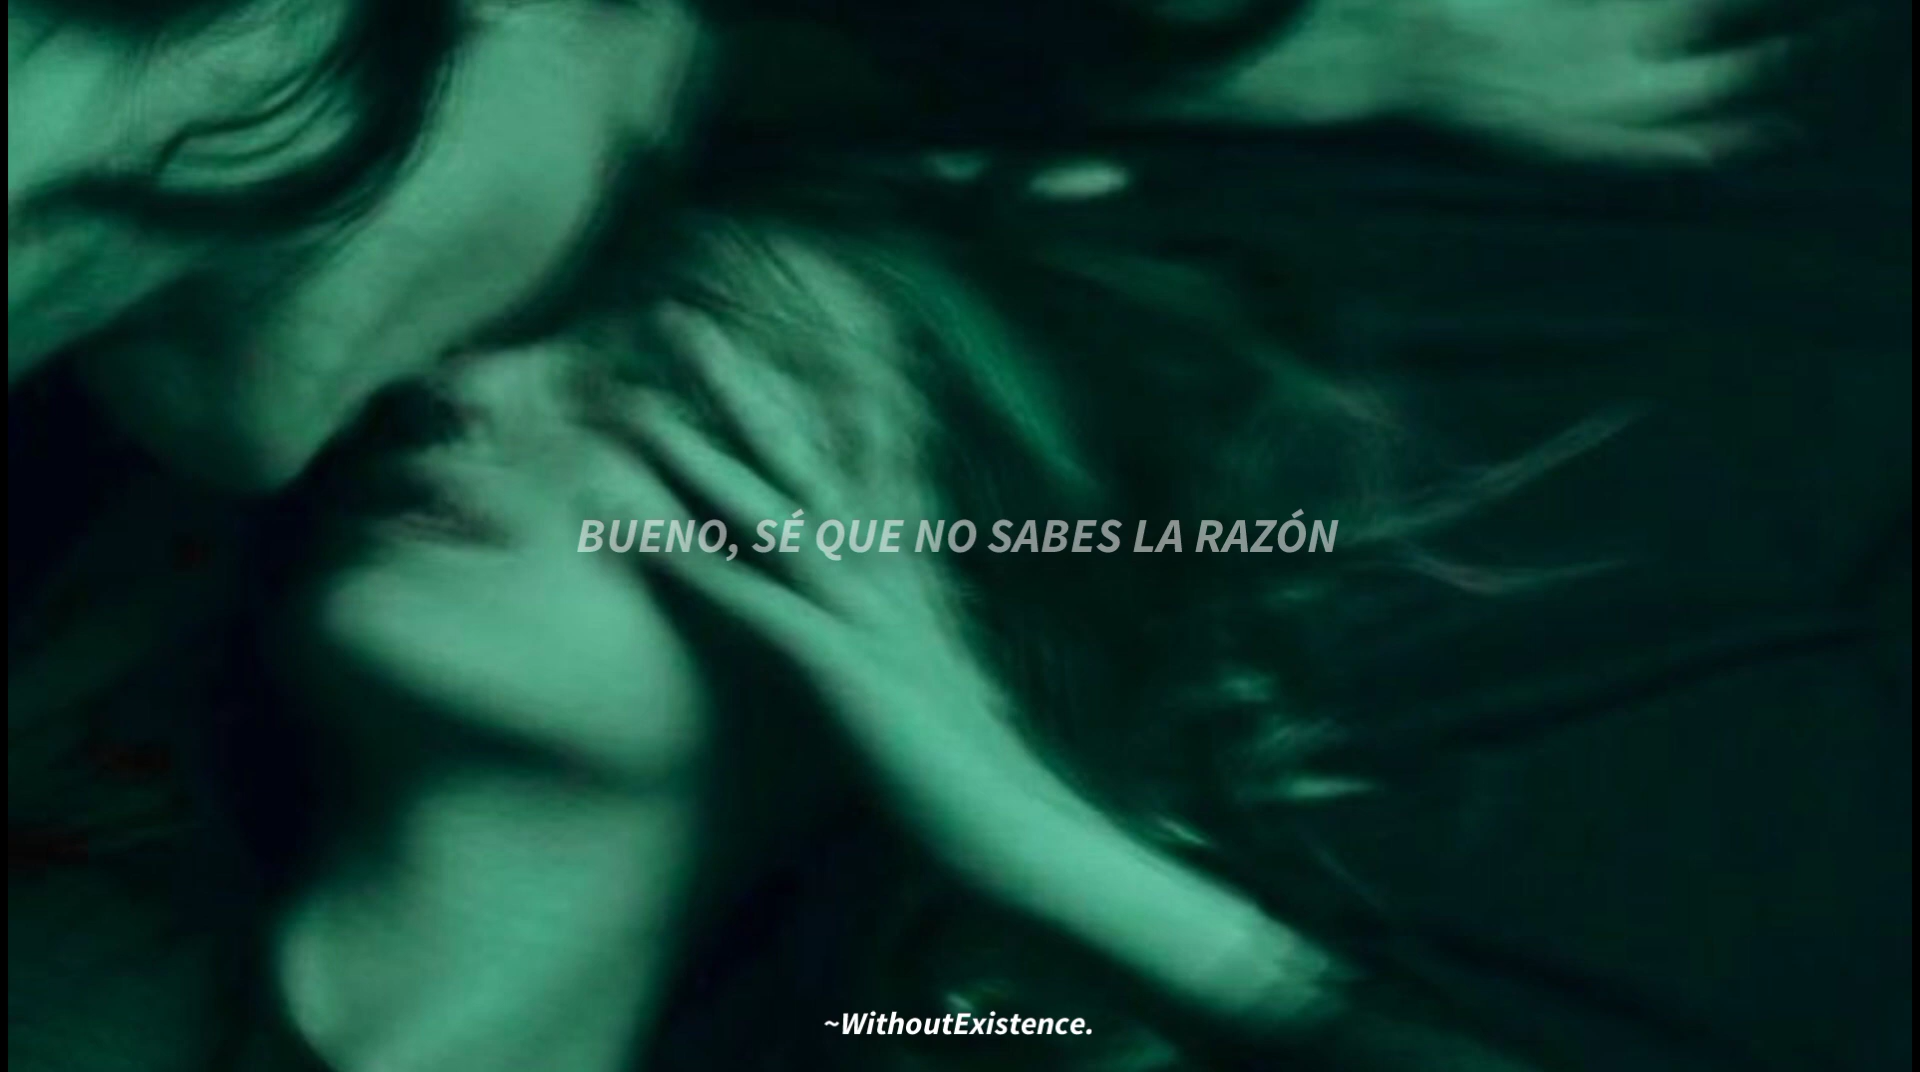 BUENO, SÉ QUE NO SABES LA RAZÓN
~WithoutExistence.